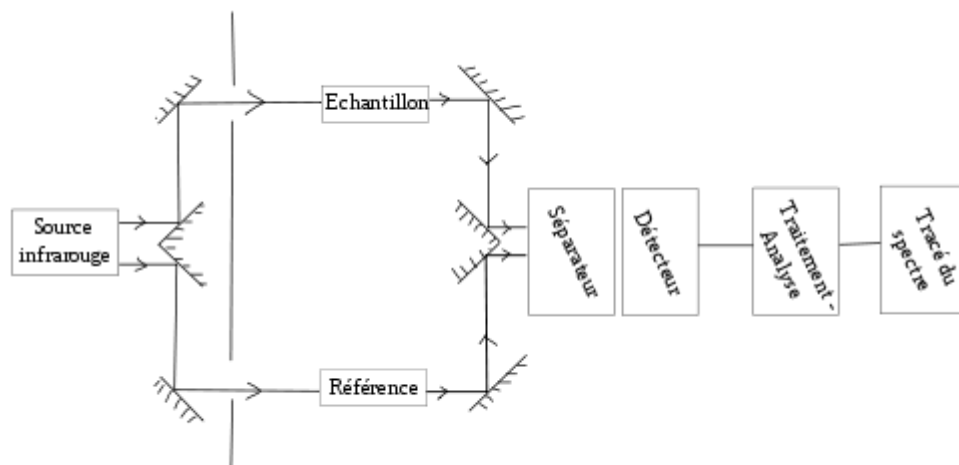 Echantillon
Source
infrarouge
Séparateur
Détecteur
Traitement -
Analyse
Tracé du
spectre
Référence